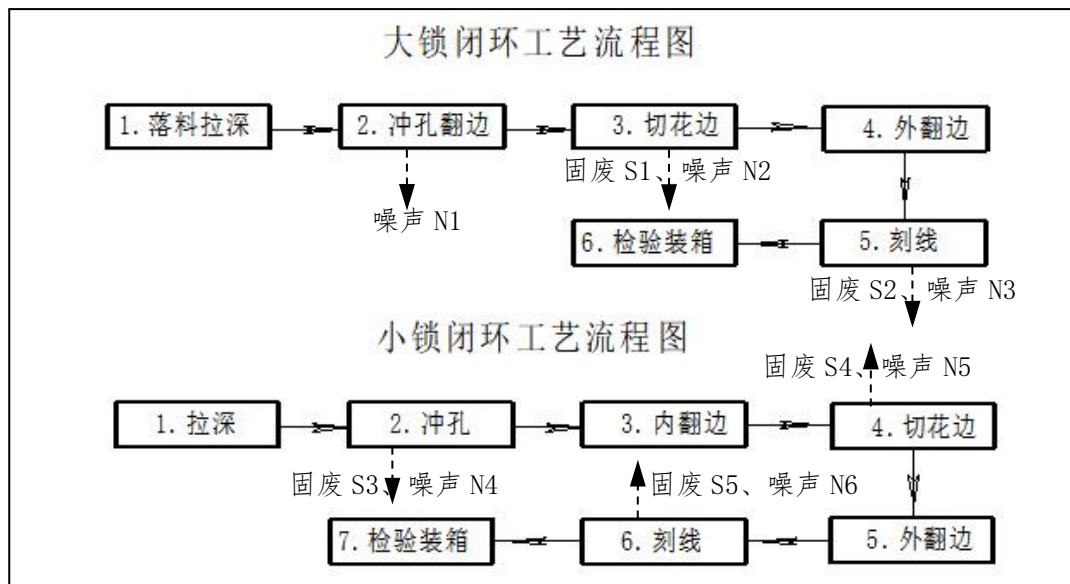 大锁闭环工艺流程图
1.落料拉深
2.冲孔翻边
3.切花边
4.外翻边
固废 S1、噪声 N2
噪声 N1
6.检验装箱
5.刻线
固废 S2、噪声 N3
小锁闭环工艺流程图
固废 S4、噪声 N5
1.拉深
2.冲孔
3.内翻边
4.切花边
固废 S3、噪声 N4
固废 S5、噪声 N6
7.检验装箱
6.刻线
5.外翻边